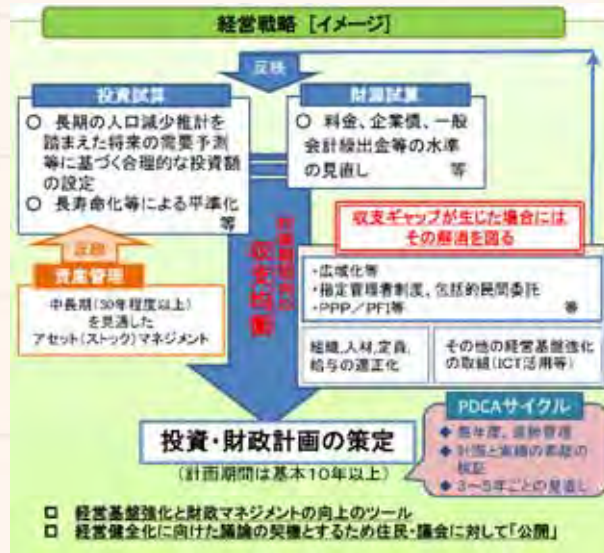 経営戦略 [イメージ]
反映
投資試算
○ 長期の人口減少推計を
踏まえた将来の需要予測
等に基づく合理的な投資額
の設定
○ 長寿命化等による平準化
等
財源試算
○ 料金、企業債、一般
会計繰出金等の水準
の見直し 等
反映
資産管理
中長期(30年程度以上)
を見通した
アセット(ストック)マネジメント
収支均衡
収支ギャップが生じた場合には
その解消を図る
・広域化等
・指定管理者制度、包括的民間委託
・PPP/PFI等 等
組織、人材、定員、
給与の適正化
その他の経営基盤強化
の取組(ICT活用等)
投資・財政計画の策定
(計画期間は基本10年以上)
PDCAサイクル
◆ 毎年度、進捗管理
◆ 計画と実績の乖離の
検証
◆ 3~5年ごとの見直し
□ 経営基盤強化と財政マネジメントの向上のツール
□ 経営健全化に向けた議論の契機とするため住民・議会に対して「公開」